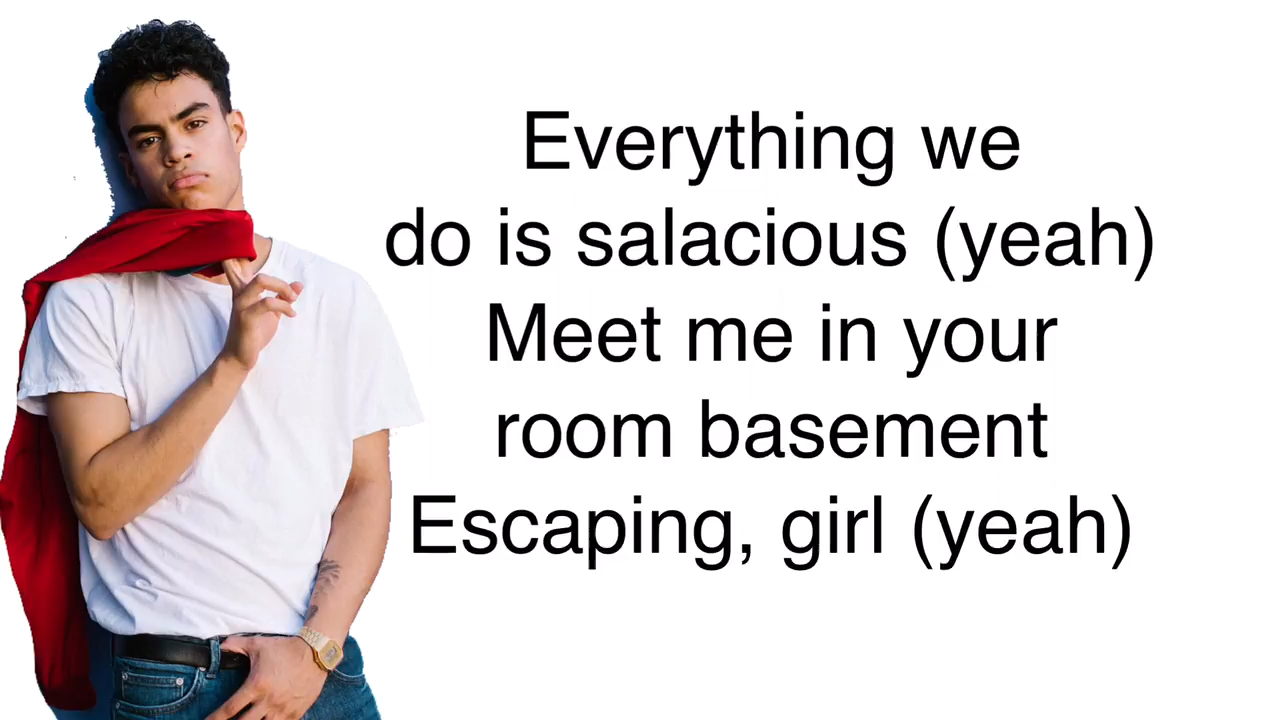 Everything we
do is salacious (yeah)
Meet me in your
room basement
Escaping, girl (yeah)